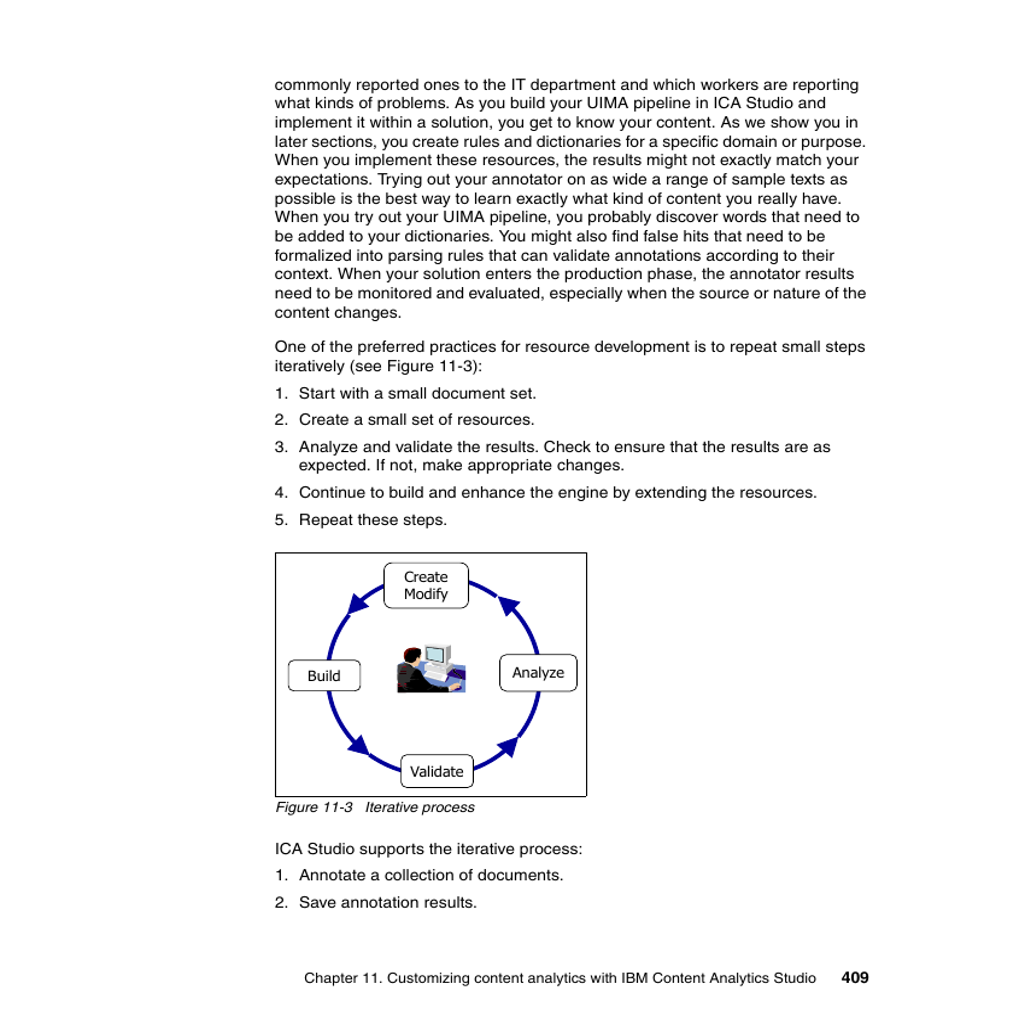 commonly reported ones to the IT department and which workers are reporting
what kinds of problems. As you build your UIMA pipeline in ICA Studio and
implement it within a solution, you get to know your content. As we show you in
later sections, you create rules and dictionaries for a specific domain or purpose.
When you implement these resources, the results might not exactly match your
expectations. Trying out your annotator on as wide a range of sample texts as
possible is the best way to learn exactly what kind of content you really have.
When you try out your UIMA pipeline, you probably discover words that need to
be added to your dictionaries. You might also find false hits that need to be
formalized into parsing rules that can validate annotations according to their
context. When your solution enters the production phase, the annotator results
need to be monitored and evaluated, especially when the source or nature of the
content changes.
One of the preferred practices for resource development is to repeat small steps
iteratively (see Figure 11-3):
1. Start with a small document set.
2. Create a small set of resources.
3. Analyze and validate the results. Check to ensure that the results are as
expected. If not, make appropriate changes.
4. Continue to build and enhance the engine by extending the resources.
5. Repeat these steps.
Create
Modify
Build
Analyze
Validate
Figure 11-3 Iterative process
ICA Studio supports the iterative process:
1. Annotate a collection of documents.
2. Save annotation results.
Chapter 11. Customizing content analytics with IBM Content Analytics Studio 409